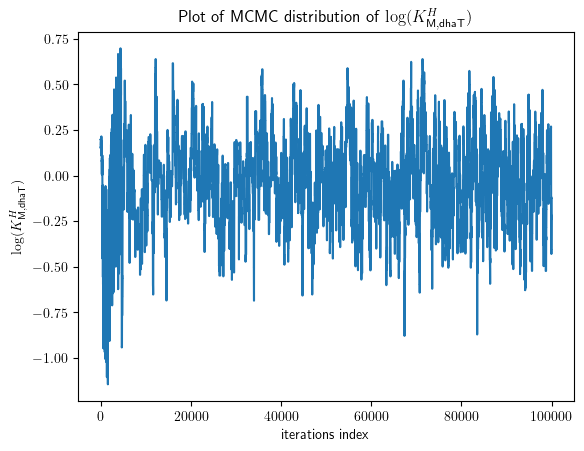 Plot of MCMC distribution of log(K^H_{M,dhaT})
0.75
0.50
0.25
0.00
−0.25
−0.50
−0.75
−1.00
log(K^H_{M,dhaT})
0 20000 40000 60000 80000 100000
iterations index